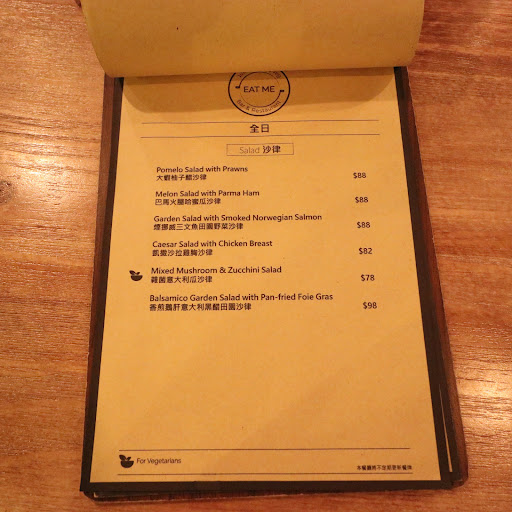 EAT ME
Bar & Restaurant
全日
Salad 沙律
Pomelo Salad with Prawns
大蝦柚子醋沙律 $88
Melon Salad with Parma Ham
巴馬火腿哈蜜瓜沙律 $88
Garden Salad with Smoked Norwegian Salmon
煙挪威三文魚田園野菜沙律 $88
Caesar Salad with Chicken Breast
凱撒沙拉雞胸沙律 $82
Mixed Mushroom & Zucchini Salad
雜菌意大利瓜沙律 $78
Balsamico Garden Salad with Pan-fried Foie Gras
香煎鵝肝意大利黑醋田園沙律 $98
For Vegetarians